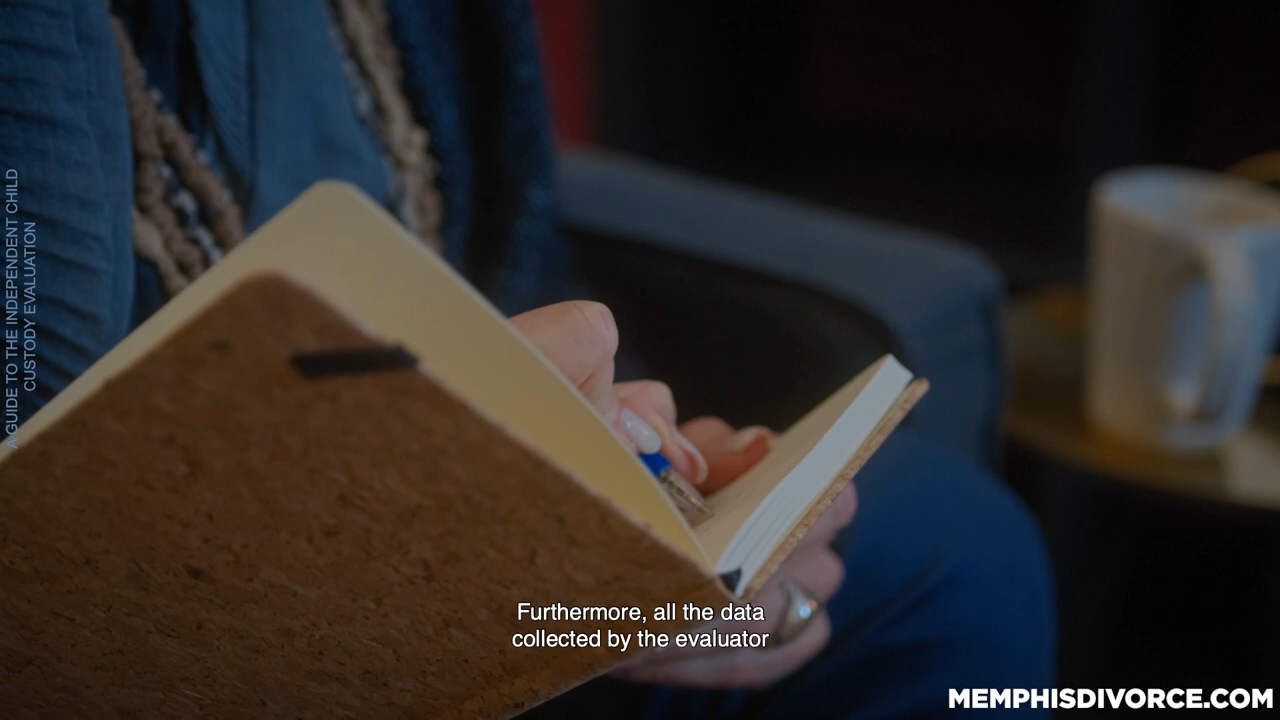 A GUIDE TO THE INDEPENDENT CHILD
CUSTODY EVALUATION
Furthermore, all the data
collected by the evaluator
MEMPHISDIVORCE.COM